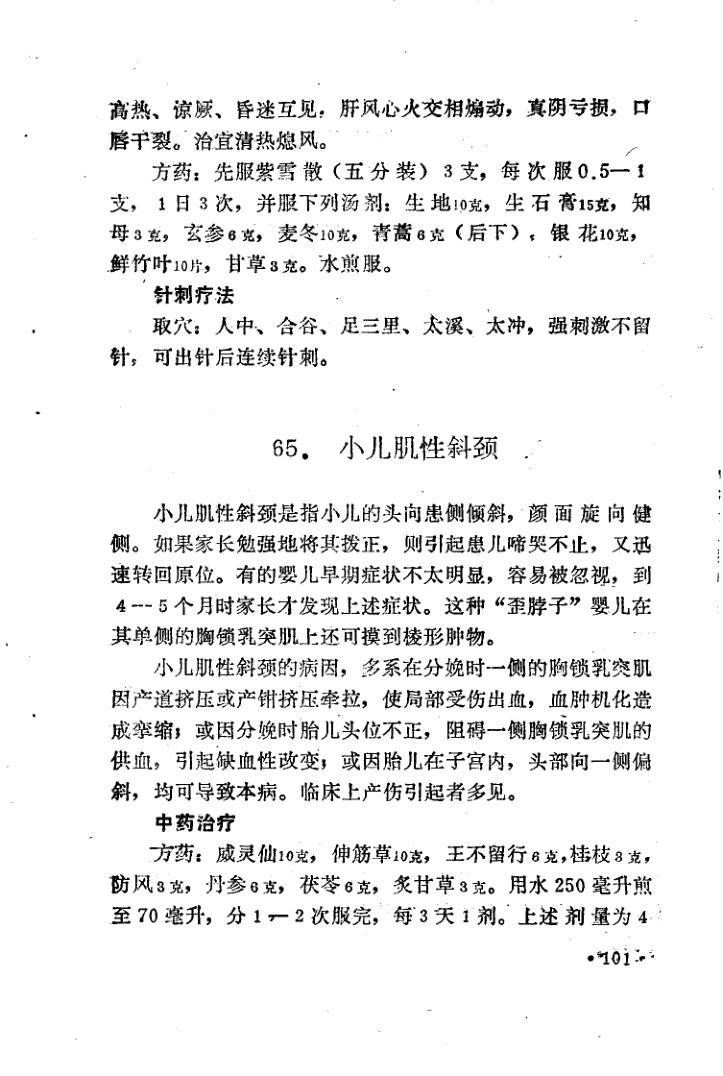 高热、谅厥、昏迷互见，肝风心火交相煽动，真阴亏损，口
唇干裂。治宜清热熄风。
方药：先服紫雪散（五分装）3支，每次服0.5—1
支，1日3次，并服下列汤剂：生地10克，生石膏15克，知
母3克，玄参6克，麦冬10克，青蒿6克（后下），银花10克，
鲜竹叶10片，甘草3克。水煎服。
针刺疗法
取穴：人中、合谷、足三里、太溪、太冲，强刺激不留
针，可出针后连续针刺。
65．小儿肌性斜颈
小儿肌性斜颈是指小儿的头向患侧倾斜，颜面旋向健
侧。如果家长勉强地将其拨正，则引起患儿啼哭不止，又迅
速转回原位。有的婴儿早期症状不太明显，容易被忽视，到
4--5个月时家长才发现上述症状。这种“歪脖子”婴儿在
其单侧的胸锁乳突肌上还可摸到棱形肿物。
小儿肌性斜颈的病因，多系在分娩时一侧的胸锁乳突肌
因产道挤压或产钳挤压牵拉，使局部受伤出血，血肿机化造
成挛缩；或因分娩时胎儿头位不正，阻碍一侧胸锁乳突肌的
供血，引起缺血性改变；或因胎儿在子宫内，头部向一侧偏
斜，均可导致本病。临床上产伤引起者多见。
中药治疗
方药：威灵仙10克，伸筋草10克，王不留行6克，桂枝3克，
防风3克，丹参6克，茯苓6克，炙甘草3克。用水250毫升煎
至70毫升，分1—2次服完，每3天1剂。上述剂量为4
•101•